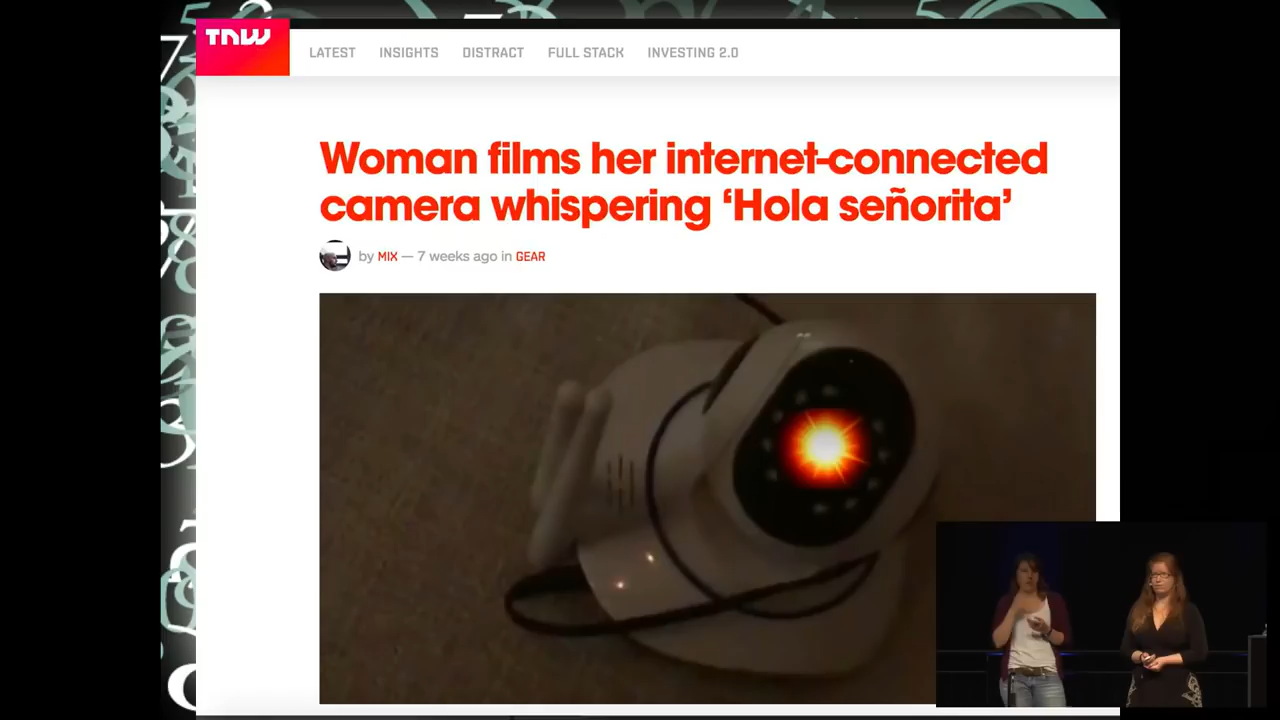 TNW
LATEST INSIGHTS DISTRACT FULL STACK INVESTING 2.0
Woman films her internet-connected
camera whispering ‘Hola señorita’
by MIX — 7 weeks ago in GEAR